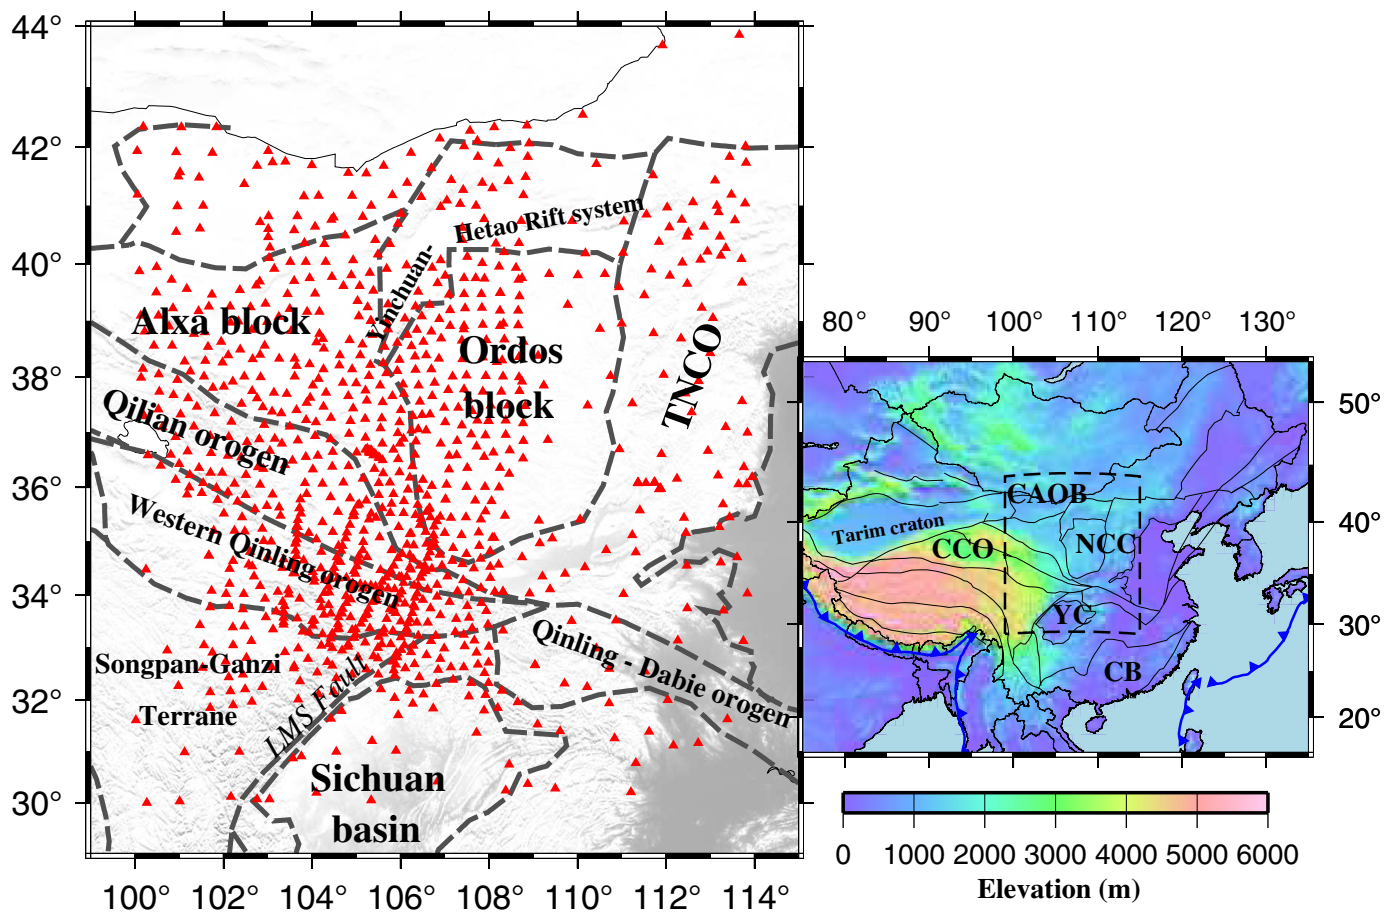 44°
42°
40°
38°
36°
34°
32°
30°
100°
102°
104°
106°
108°
110°
112°
114°
Hetao Rift system
Yinchuan-
Alxa block
Ordos
block
TNCO
Qilian orogen
Western Qinling orogen
Songpan-Ganzi
Terrane
LMS Fault
Qinling - Dabie orogen
Sichuan
basin
80°
90°
100°
110°
120°
130°
50°
40°
30°
20°
CAOB
Tarim craton
CCO
NCC
YC
CB
0
1000
2000
3000
4000
5000
6000
Elevation (m)